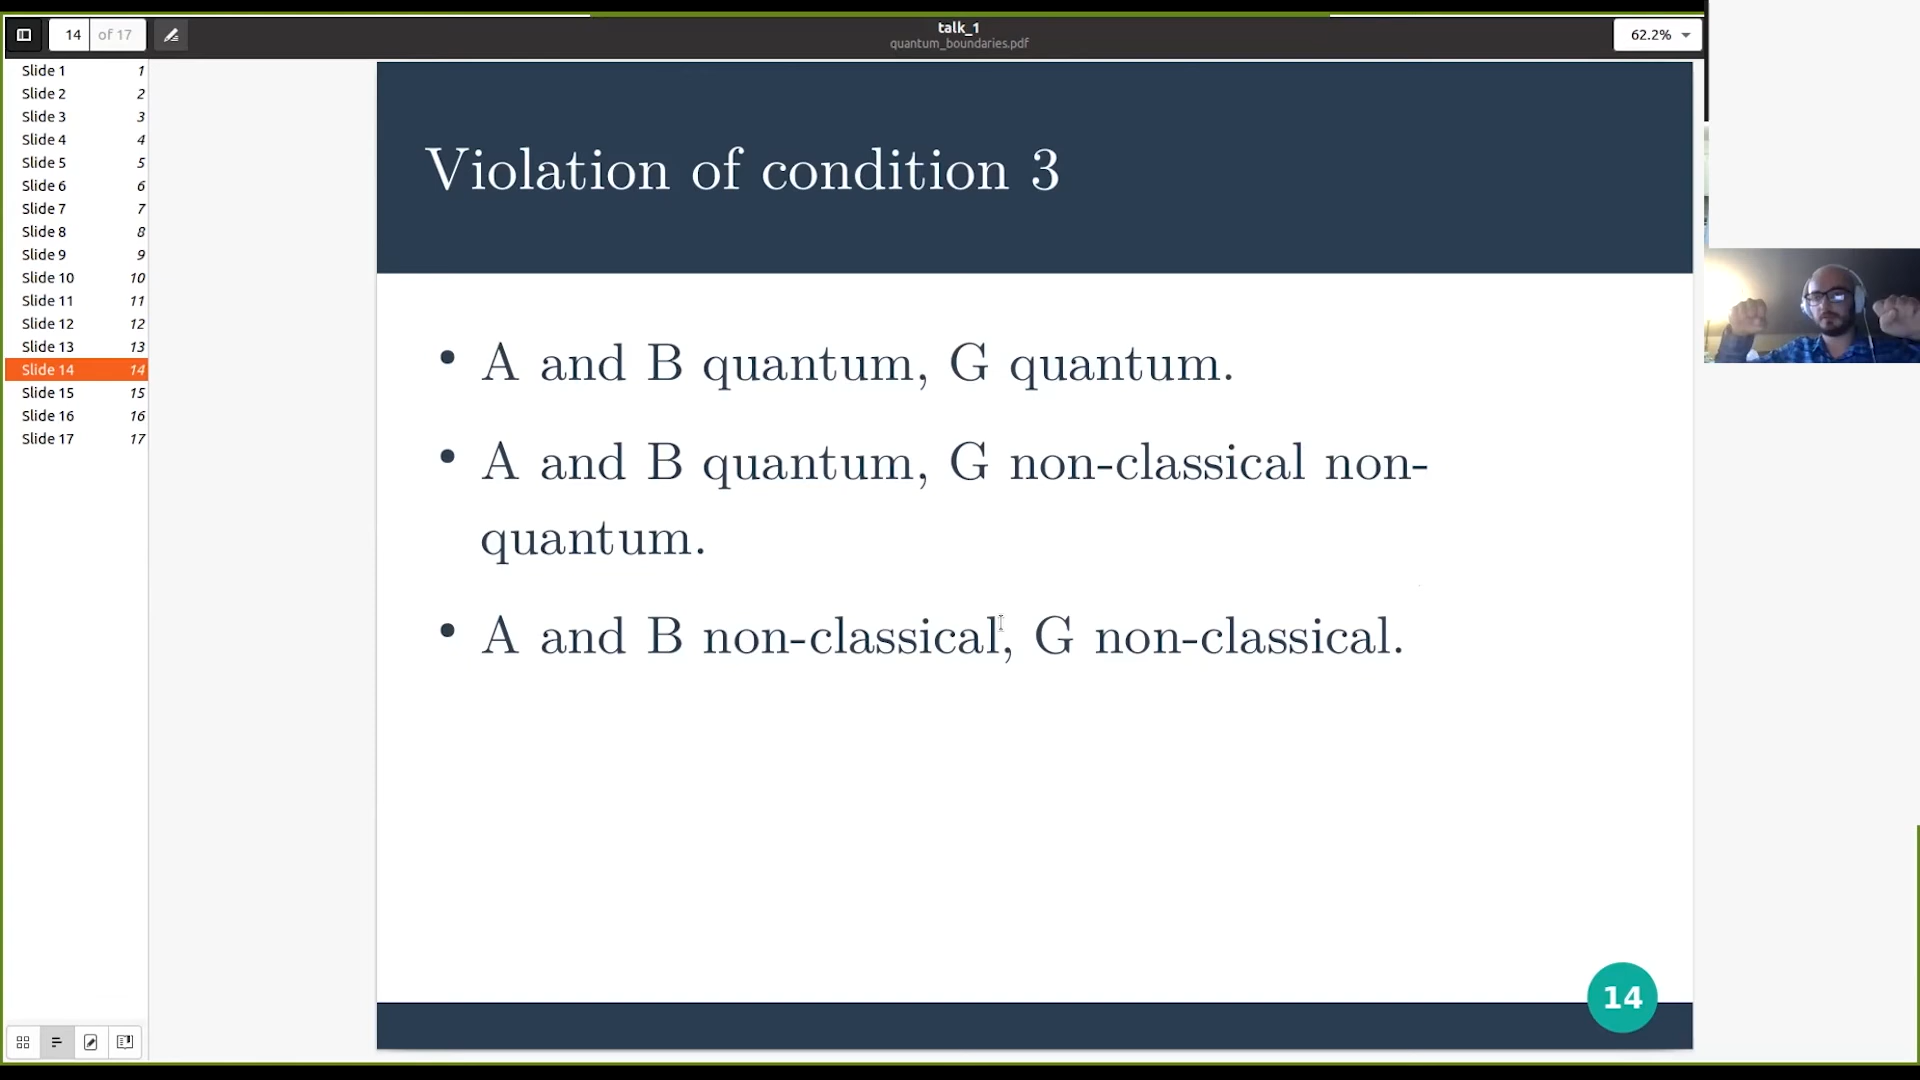 14 of 17
talk_1
quantum_boundaries.pdf
62.2%
Slide 1 1
Slide 2 2
Slide 3 3
Slide 4 4
Slide 5 5
Slide 6 6
Slide 7 7
Slide 8 8
Slide 9 9
Slide 10 10
Slide 11 11
Slide 12 12
Slide 13 13
Slide 14 14
Slide 15 15
Slide 16 16
Slide 17 17
Violation of condition 3
• A and B quantum, G quantum.
• A and B quantum, G non-classical non-
quantum.
• A and B non-classical, G non-classical.
14